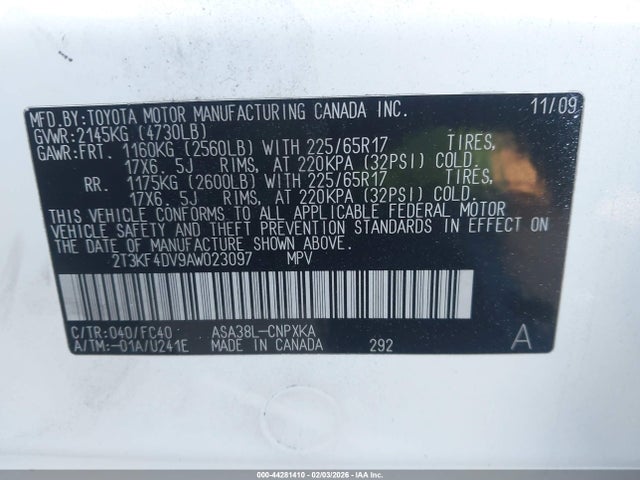 MFD.BY:TOYOTA MOTOR MANUFACTURING CANADA INC. 11/09
GVWR:2145KG (4730LB)
GAWR:FRT. 1160KG (2560LB) WITH 225/65R17 TIRES,
17X6. 5J RIMS, AT 220KPA (32PSI) COLD.
RR. 1175KG (2600LB) WITH 225/65R17 TIRES,
17X6. 5J RIMS, AT 220KPA (32PSI) COLD.
THIS VEHICLE CONFORMS TO ALL APPLICABLE FEDERAL MOTOR
VEHICLE SAFETY AND THEFT PREVENTION STANDARDS IN EFFECT ON
THE DATE OF MANUFACTURE SHOWN ABOVE.
2T3KF4DV9AW023097 MPV
C/TR:040/FC40 ASA38L-CNPXKA
A/TM:-01A/U241E MADE IN CANADA 292 A
000-44281410 - 02/03/2026 - IAA Inc.